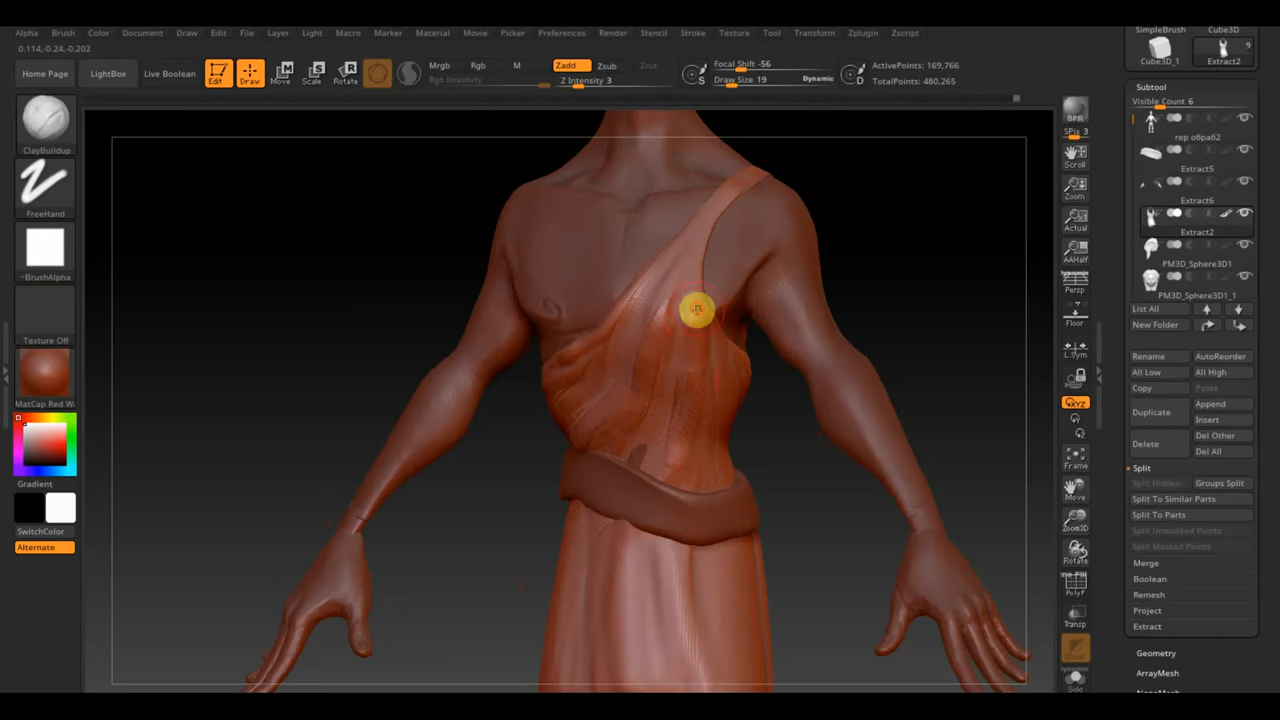 Alpha Brush Color Document Draw Edit File Layer Light Macro Marker Material Movie Picker Preferences Render Stencil Stroke Texture Tool Transform Zplugin Zscript
0.114,-0.24,-0.202
Home Page
LightBox
Live Boolean
Edit
Draw
Move
Scale
Rotate
Mrgb
Rgb
M
Rgb Intensity
Zadd
Zsub
Zcut
Z Intensity 3
S
Focal Shift -56
Draw Size 19
Dynamic
D
ActivePoints: 169,766
TotalPoints: 480,265
ClayBuildup
FreeHand
~BrushAlpha
Texture Off
MatCap Red Wa
Gradient
SwitchColor
Alternate
BPR
SPix 3
Scroll
Zoom
Actual
AAHalf
Persp
Floor
L.Sym
XYZ
Frame
Move
Zoom3D
Rotate
PolyF
Transp
Ghost
Solo
SimpleBrush
Cube3D
Cube3D_1
9
Extract2
Subtool
Visible Count 6
rep o6pa62
Extract5
Extract6
Extract2
PM3D_Sphere3D1
PM3D_Sphere3D1_1
List All
New Folder
Rename
AutoReorder
All Low
All High
Copy
Paste
Duplicate
Append
Insert
Delete
Del Other
Del All
Split
Split Hidden
Groups Split
Split To Similar Parts
Split To Parts
Split Unmasked Points
Split Masked Points
Merge
Boolean
Remesh
Project
Extract
Geometry
ArrayMesh